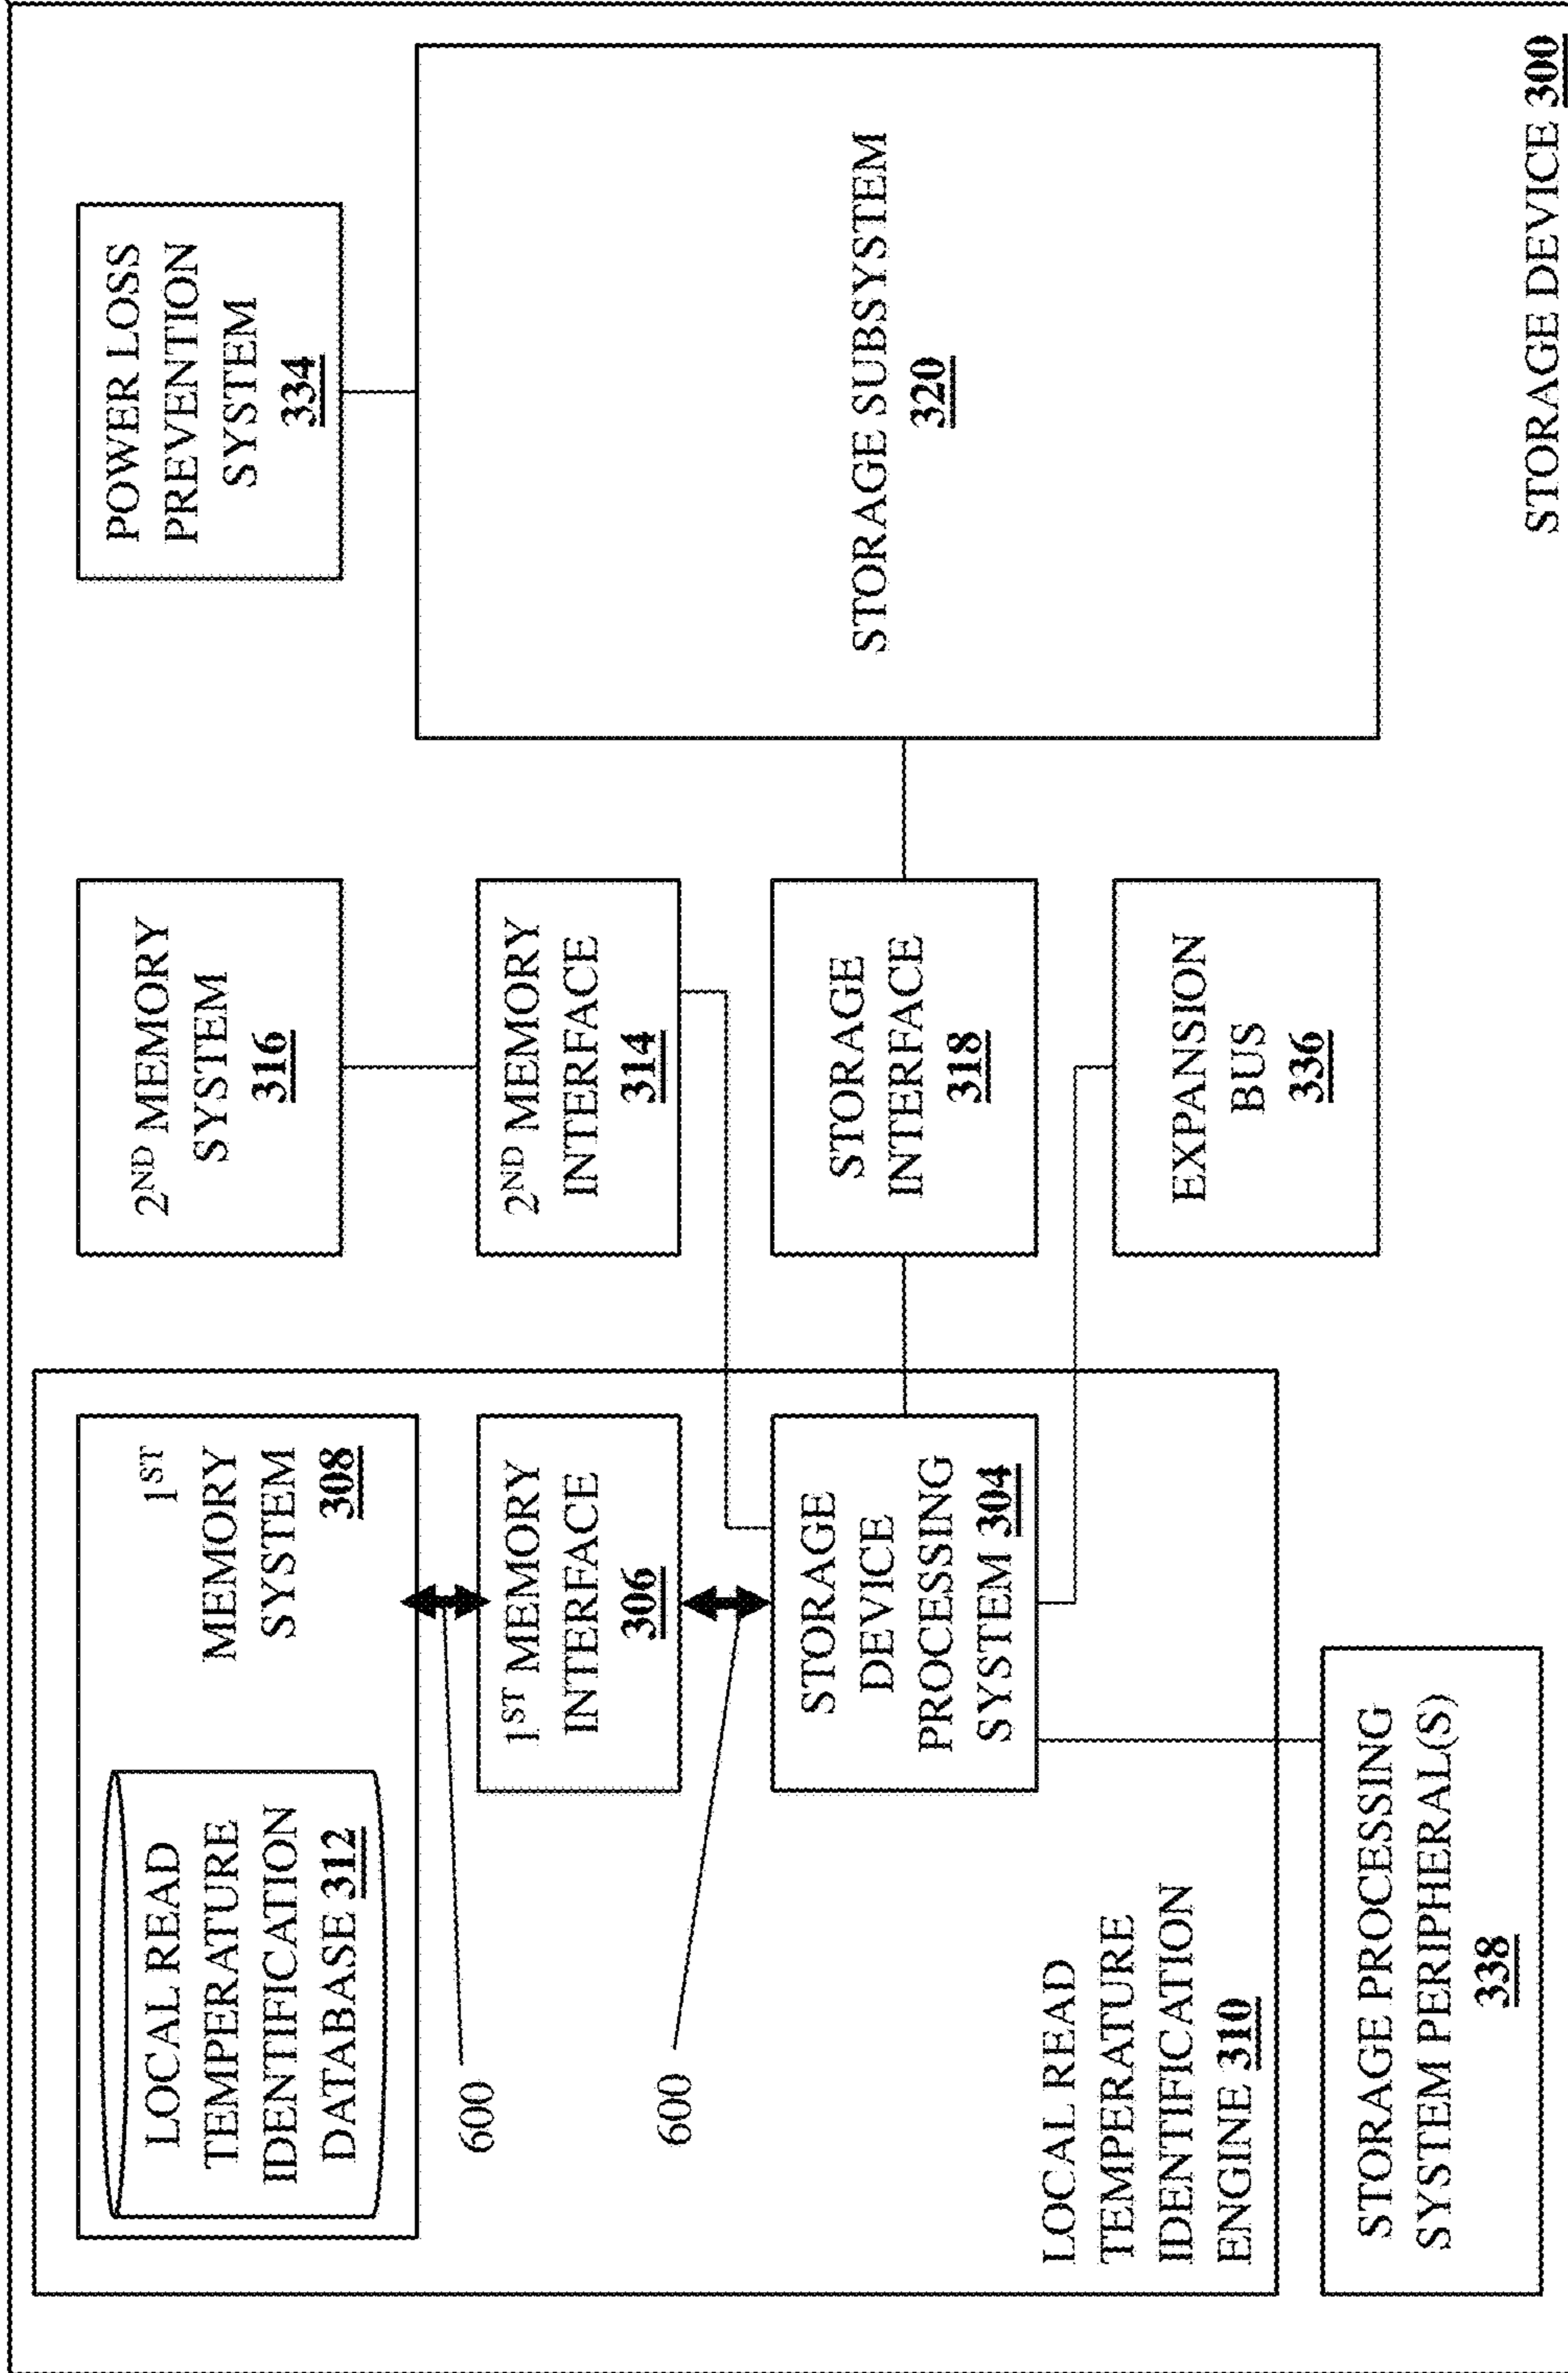 1ST
MEMORY
SYSTEM
308
LOCAL READ
TEMPERATURE
IDENTIFICATION
DATABASE 312
600
1ST MEMORY
INTERFACE
306
600
STORAGE
DEVICE
PROCESSING
SYSTEM 304
LOCAL READ
TEMPERATURE
IDENTIFICATION
ENGINE 310
STORAGE PROCESSING
SYSTEM PERIPHERAL(S)
338
2ND MEMORY
SYSTEM
316
2ND MEMORY
INTERFACE
314
STORAGE
INTERFACE
318
EXPANSION
BUS
336
POWER LOSS
PREVENTION
SYSTEM
334
STORAGE SUBSYSTEM
320
STORAGE DEVICE 300